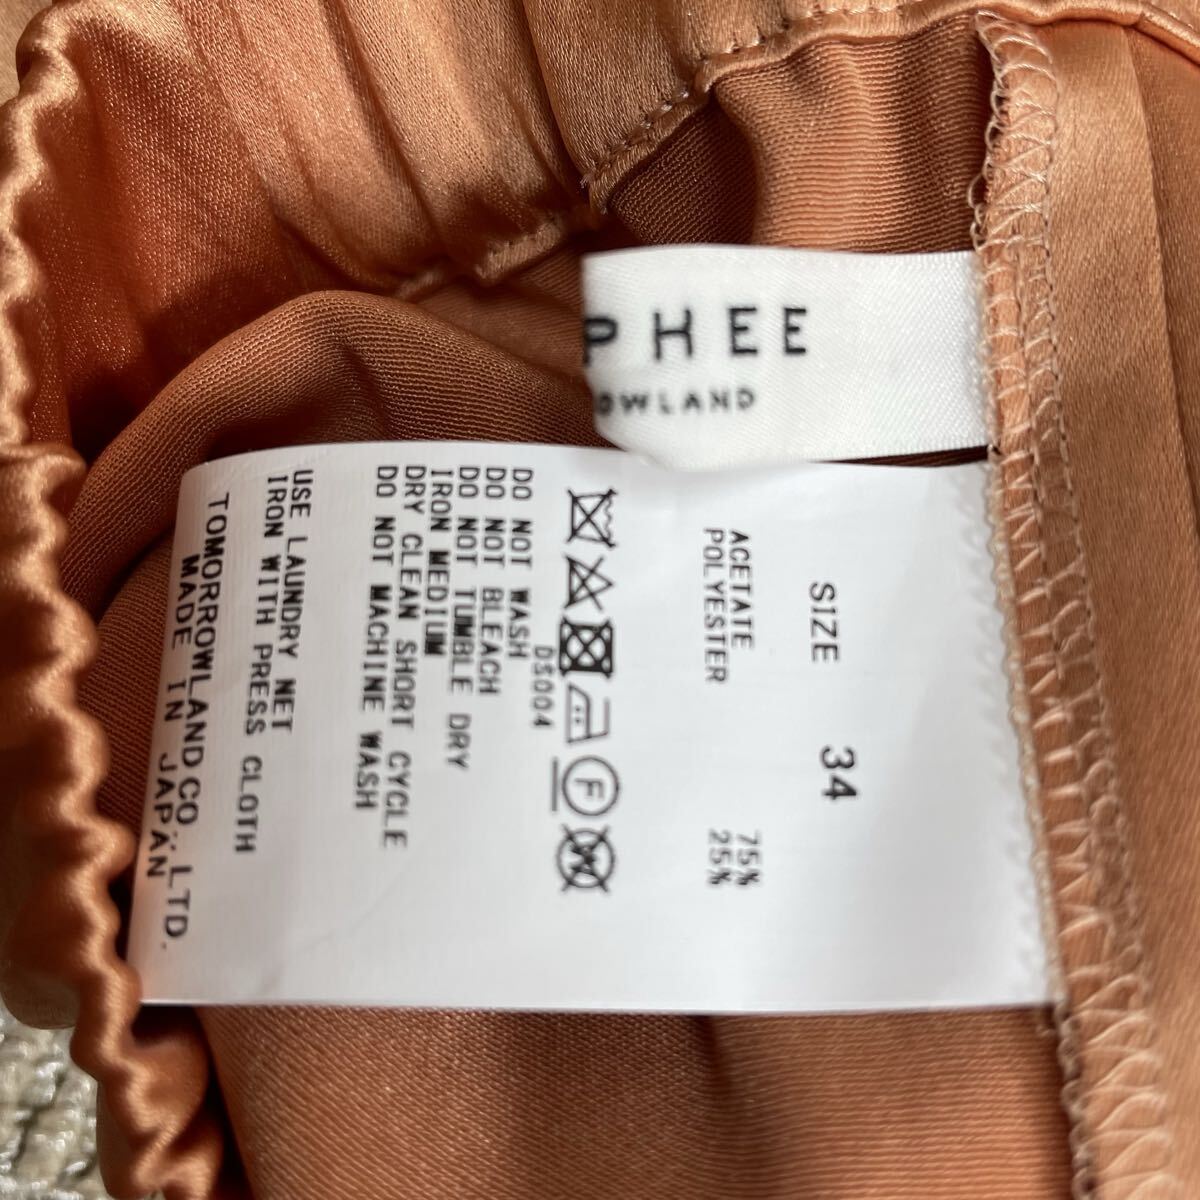 PHEE
OWLAND
SIZE 34
ACETATE 75%
POLYESTER 25%
DS004
DO NOT WASH
DO NOT BLEACH
DO NOT TUMBLE DRY
IRON MEDIUM
DRY CLEAN SHORT CYCLE
DO NOT MACHINE WASH
USE LAUNDRY NET
IRON WITH PRESS CLOTH
TOMORROWLAND CO., LTD.
MADE IN JAPAN